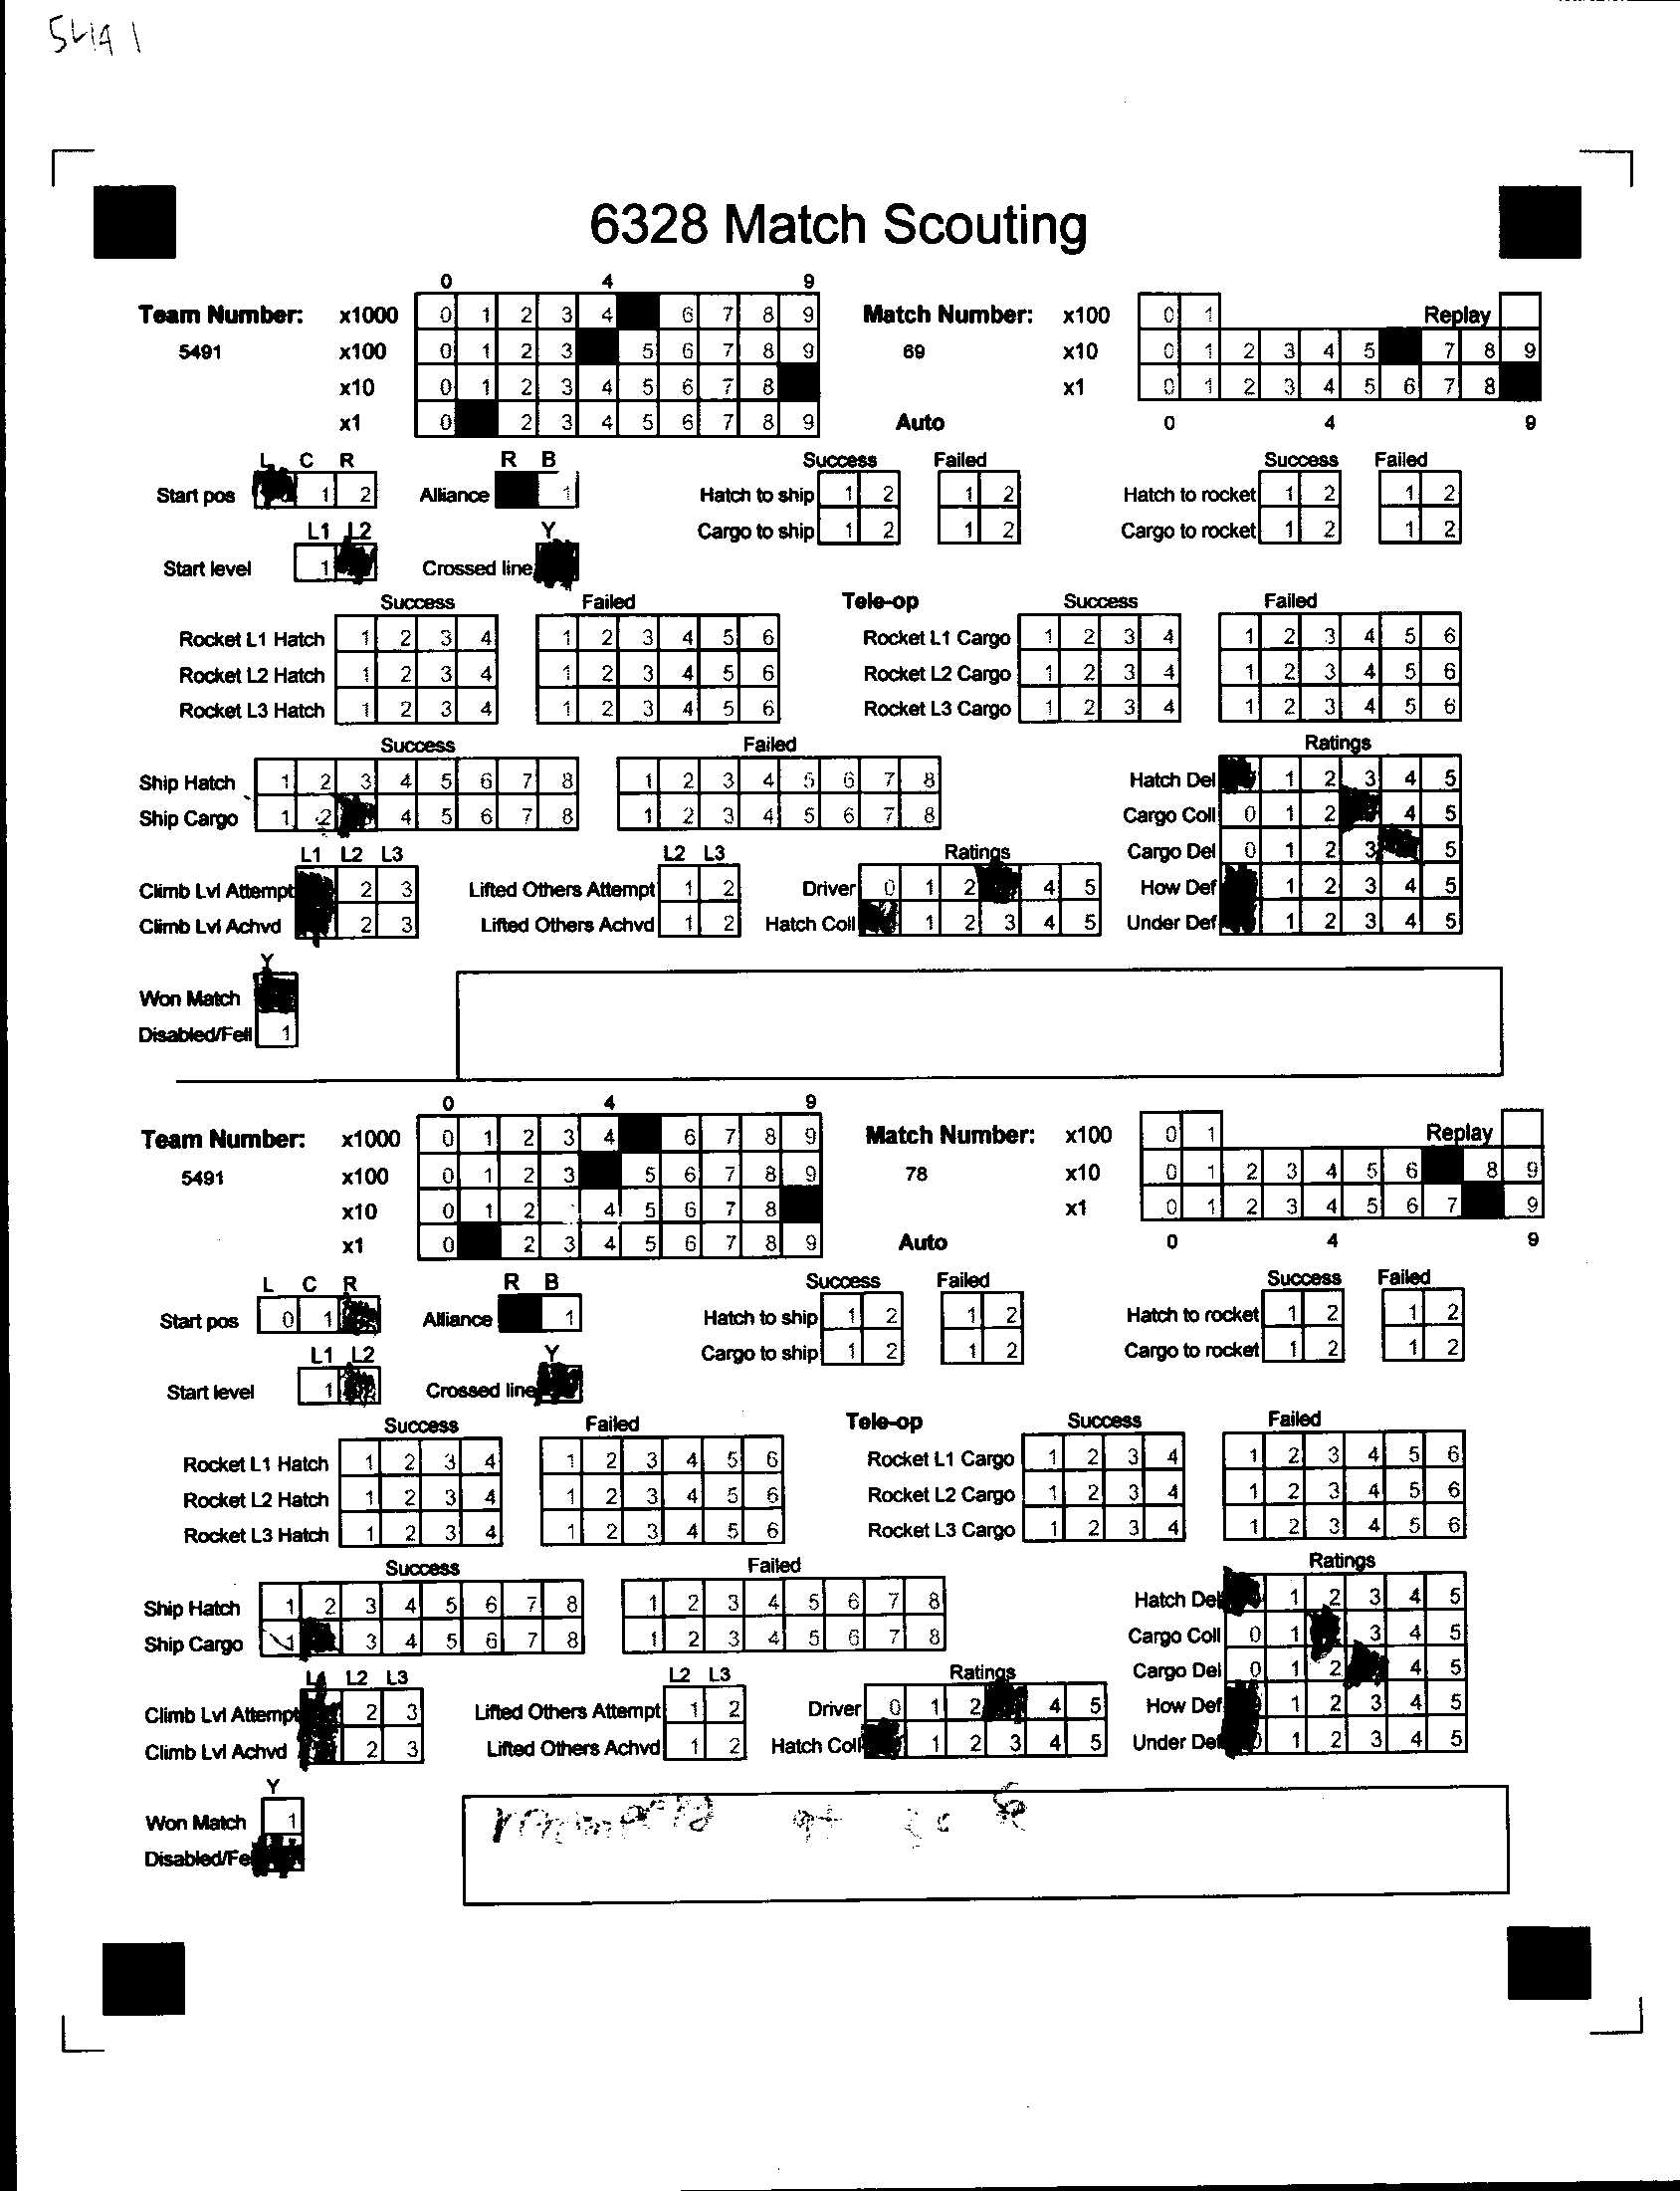 5491
6328 Match Scouting
0 4 9
Team Number: x1000 0 1 2 3 4 6 7 8 9 Match Number: x100 0 1 Replay
5491 x100 0 1 2 3 5 6 7 8 9 69 x10 0 1 2 3 4 5 7 8 9
x10 0 1 2 3 4 5 6 7 8 x1 0 1 2 3 4 5 6 7 8
x1 0 2 3 4 5 6 7 8 9 Auto 0 4 9
L C R R B Success Failed Success Failed
Start pos 1 2 Alliance 1 Hatch to ship 1 2 1 2 Hatch to rocket 1 2 1 2
L1 L2 Y Cargo to ship 1 2 1 2 Cargo to rocket 1 2 1 2
Start level 1 Crossed line
Success Failed Tele-op Success Failed
Rocket L1 Hatch 1 2 3 4 1 2 3 4 5 6 Rocket L1 Cargo 1 2 3 4 1 2 3 4 5 6
Rocket L2 Hatch 1 2 3 4 1 2 3 4 5 6 Rocket L2 Cargo 1 2 3 4 1 2 3 4 5 6
Rocket L3 Hatch 1 2 3 4 1 2 3 4 5 6 Rocket L3 Cargo 1 2 3 4 1 2 3 4 5 6
Success Failed Ratings
Ship Hatch 1 2 3 4 5 6 7 8 1 2 3 4 5 6 7 8 Hatch Del 1 2 3 4 5
Ship Cargo 1 2 4 5 6 7 8 1 2 3 4 5 6 7 8 Cargo Coll 0 1 2 4 5
L1 L2 L3 L2 L3 Ratings Cargo Del 0 1 2 3 5
Climb Lvl Attempt 2 3 Lifted Others Attempt 1 2 Driver 0 1 2 4 5 How Def 1 2 3 4 5
Climb Lvl Achvd 2 3 Lifted Others Achvd 1 2 Hatch Coll 1 2 3 4 5 Under Def 1 2 3 4 5
Y
Won Match
Disabled/Fell 1
0 4 9
Team Number: x1000 0 1 2 3 4 6 7 8 9 Match Number: x100 0 1 Replay
5491 x100 0 1 2 3 5 6 7 8 9 78 x10 0 1 2 3 4 5 6 8 9
x10 0 1 2 4 5 6 7 8 x1 0 1 2 3 4 5 6 7 9
x1 0 2 3 4 5 6 7 8 9 Auto 0 4 9
L C R R B Success Failed Success Failed
Start pos 0 1 Alliance 1 Hatch to ship 1 2 1 2 Hatch to rocket 1 2 1 2
L1 L2 Y Cargo to ship 1 2 1 2 Cargo to rocket 1 2 1 2
Start level 1 Crossed line
Success Failed Tele-op Success Failed
Rocket L1 Hatch 1 2 3 4 1 2 3 4 5 6 Rocket L1 Cargo 1 2 3 4 1 2 3 4 5 6
Rocket L2 Hatch 1 2 3 4 1 2 3 4 5 6 Rocket L2 Cargo 1 2 3 4 1 2 3 4 5 6
Rocket L3 Hatch 1 2 3 4 1 2 3 4 5 6 Rocket L3 Cargo 1 2 3 4 1 2 3 4 5 6
Success Failed Ratings
Ship Hatch 1 2 3 4 5 6 7 8 1 2 3 4 5 6 7 8 Hatch Del 1 2 3 4 5
Ship Cargo 1 3 4 5 6 7 8 1 2 3 4 5 6 7 8 Cargo Coll 0 1 3 4 5
L1 L2 L3 L2 L3 Ratings Cargo Del 0 1 2 4 5
Climb Lvl Attempt 2 3 Lifted Others Attempt 1 2 Driver 0 1 2 4 5 How Def 1 2 3 4 5
Climb Lvl Achvd 2 3 Lifted Others Achvd 1 2 Hatch Coll 1 2 3 4 5 Under Def 1 2 3 4 5
Y
Won Match 1
Disabled/Fe